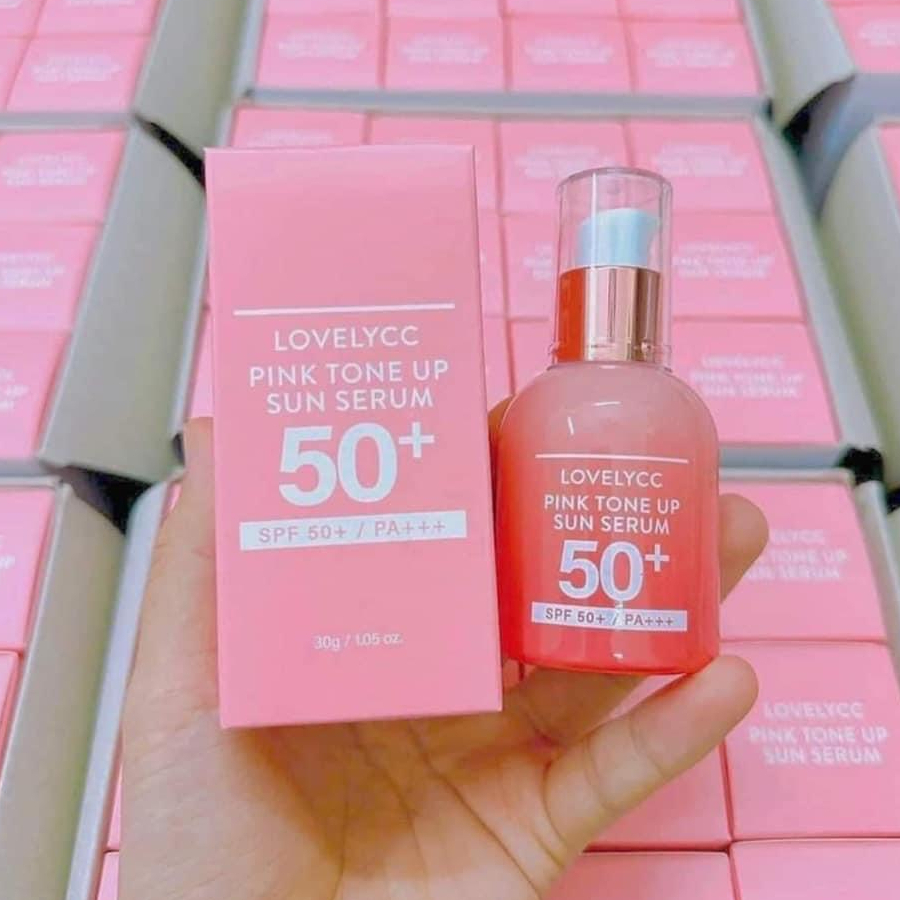 LOVELYCC
PINK TONE UP
SUN SERUM
50+
SPF 50+ / PA+++
30g / 1.05 oz.
LOVELYCC
PINK TONE UP
SUN SERUM
50+
SPF 50+ / PA+++
LOVELYCC
PINK TONE UP
SUN SERUM